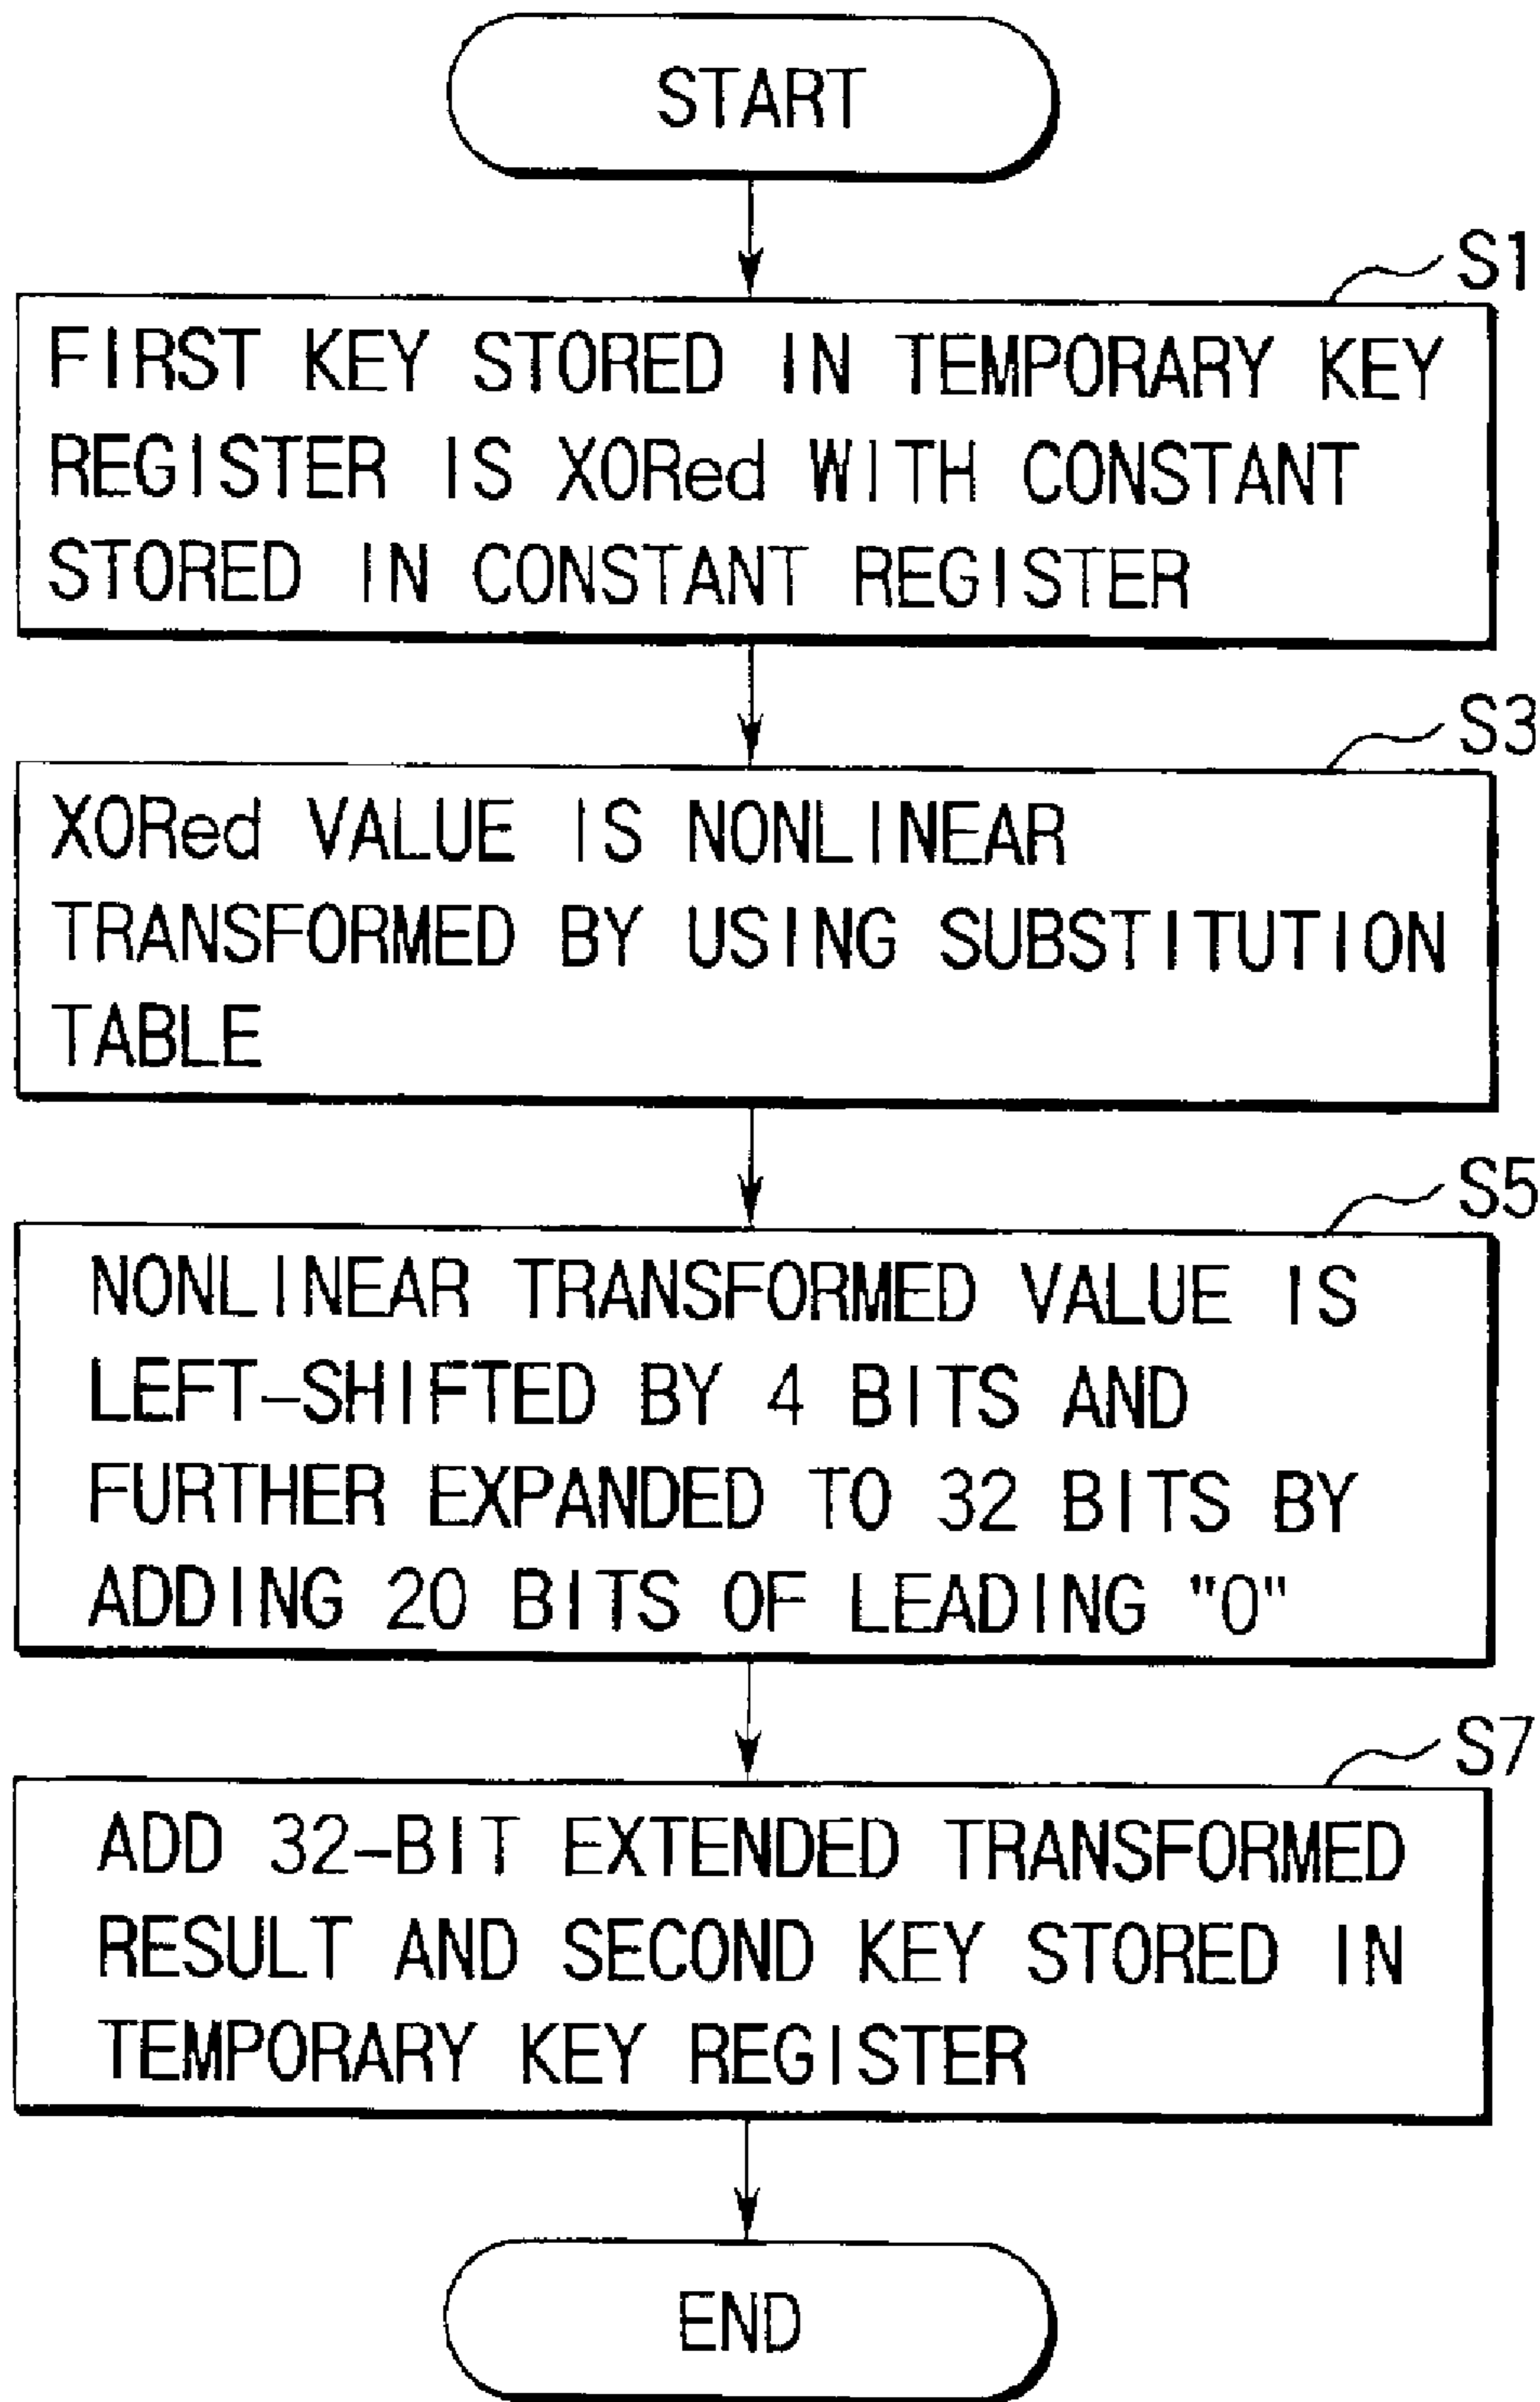 START
S1
FIRST KEY STORED IN TEMPORARY KEY
REGISTER IS XORed WITH CONSTANT
STORED IN CONSTANT REGISTER
S3
XORed VALUE IS NONLINEAR
TRANSFORMED BY USING SUBSTITUTION
TABLE
S5
NONLINEAR TRANSFORMED VALUE IS
LEFT-SHIFTED BY 4 BITS AND
FURTHER EXPANDED TO 32 BITS BY
ADDING 20 BITS OF LEADING "0"
S7
ADD 32-BIT EXTENDED TRANSFORMED
RESULT AND SECOND KEY STORED IN
TEMPORARY KEY REGISTER
END